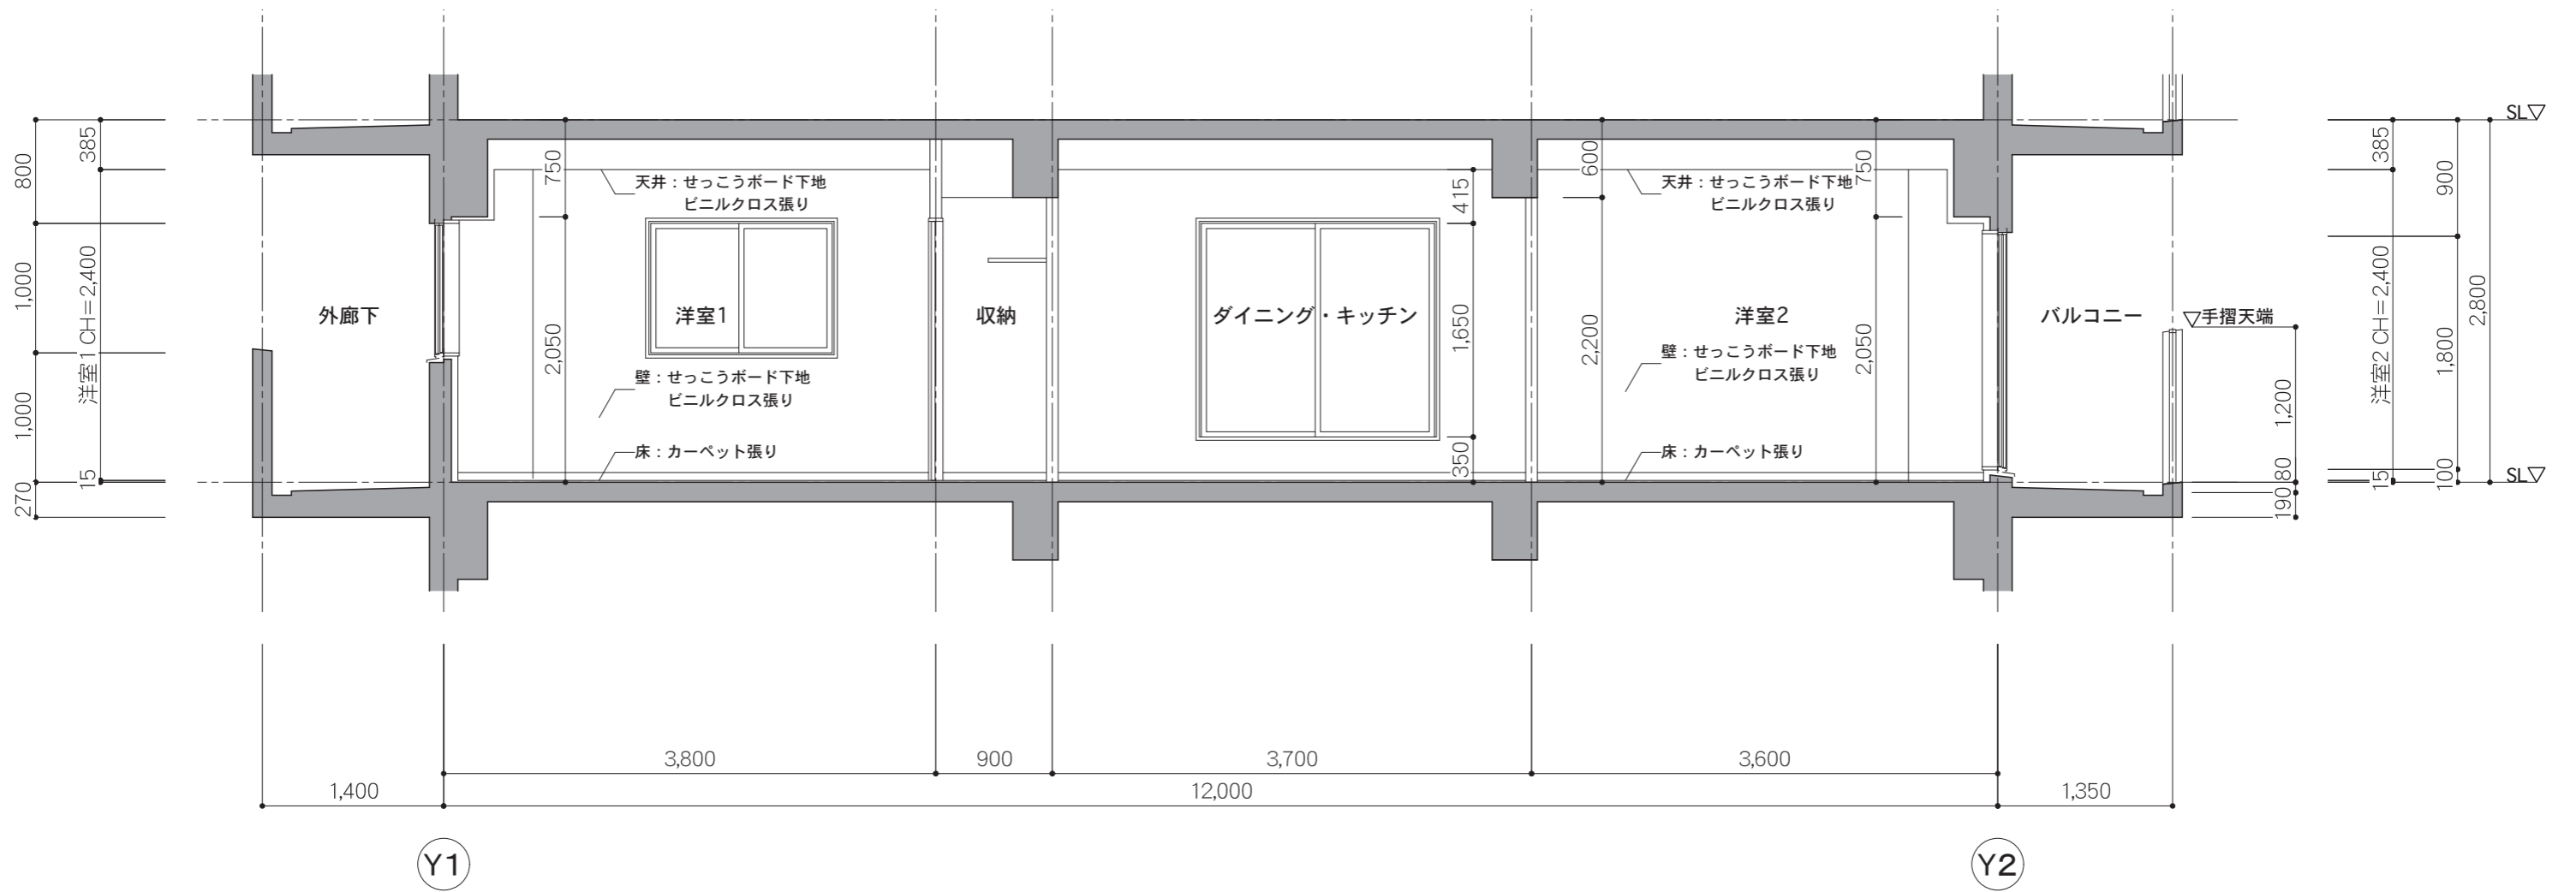 SL▽
800
385
750
600
750
385
900
天井：せっこうボード下地
ビニルクロス張り
415
天井：せっこうボード下地
ビニルクロス張り
1,000
洋室1 CH=2,400
外廊下
洋室1
収納
ダイニング・キッチン
洋室2
バルコニー
▽手摺天端
洋室2 CH=2,400
2,800
2,050
1,650
2,200
2,050
1,800
壁：せっこうボード下地
ビニルクロス張り
壁：せっこうボード下地
ビニルクロス張り
1,000
1,200
床：カーペット張り
350
床：カーペット張り
15
270
80
190
15
100
SL▽
3,800
900
3,700
3,600
1,400
12,000
1,350
Y1
Y2